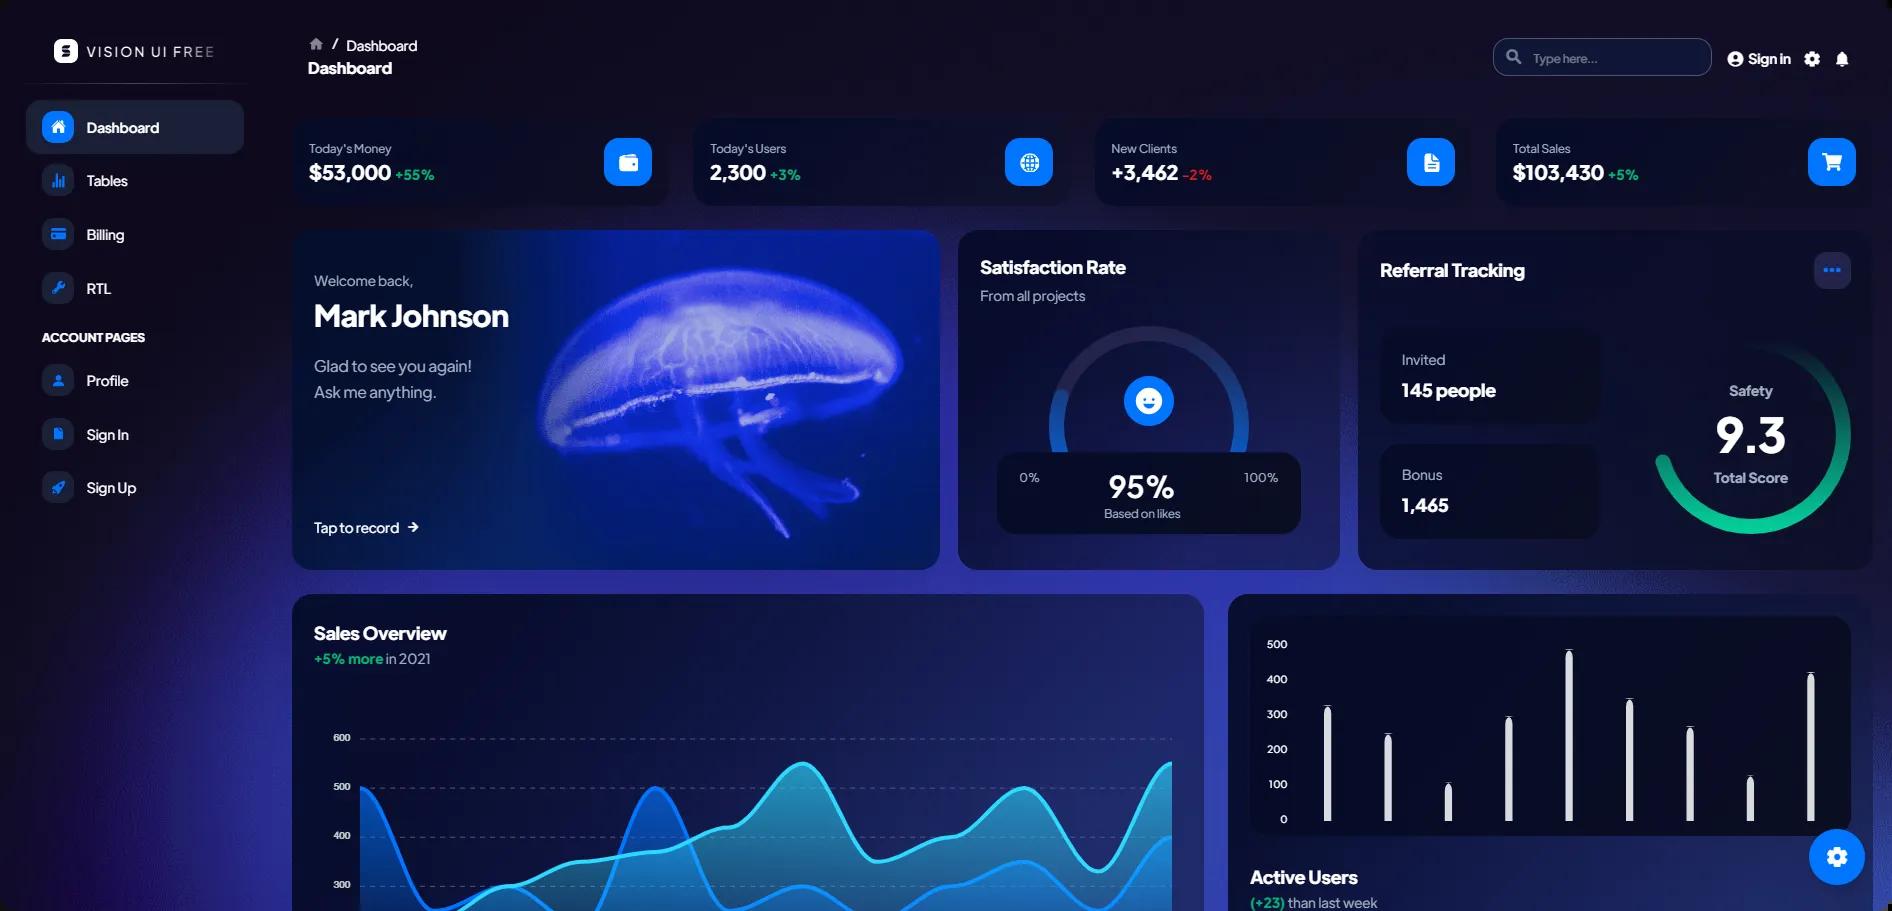 VISION UI FREE
Dashboard
Tables
Billing
RTL
ACCOUNT PAGES
Profile
Sign In
Sign Up
/ Dashboard
Dashboard
Type here...
Sign in
Today's Money
$53,000 +55%
Today's Users
2,300 +3%
New Clients
+3,462 -2%
Total Sales
$103,430 +5%
Welcome back,
Mark Johnson
Glad to see you again!
Ask me anything.
Tap to record
Satisfaction Rate
From all projects
0%
95%
100%
Based on likes
Referral Tracking
Invited
145 people
Bonus
1,465
Safety
9.3
Total Score
Sales Overview
+5% more in 2021
600
500
400
300
500
400
300
200
100
0
Active Users
(+23) than last week